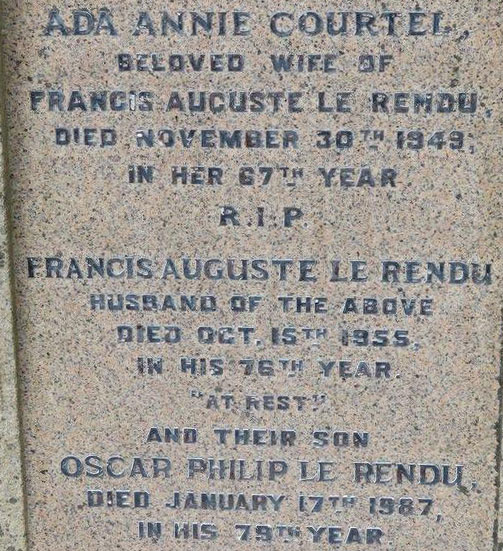 ADA ANNIE COURTEL,
BELOVED WIFE OF
FRANCIS AUGUSTE LE RENDU,
DIED NOVEMBER 30TH 1949,
IN HER 67TH YEAR
R.I.P.
FRANCIS AUGUSTE LE RENDU
HUSBAND OF THE ABOVE
DIED OCT. 15TH 1955,
IN HIS 76TH YEAR.
"AT REST"
AND THEIR SON
OSCAR PHILIP LE RENDU,
DIED JANUARY 17TH 1987,
IN HIS 79TH YEAR